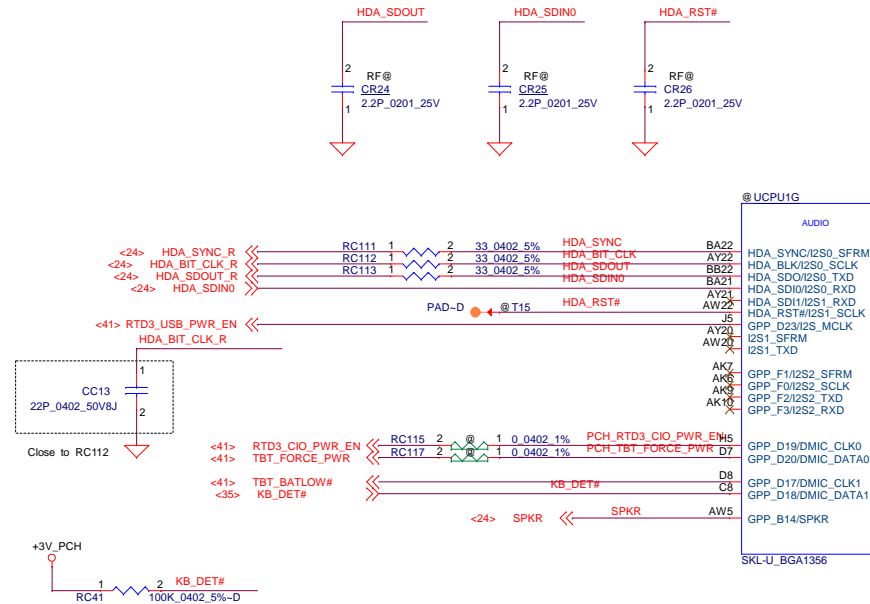 HDA_SDOUT
HDA_SDIN0
HDA_RST#
2 RF@
CR24
2.2P_0201_25V
1
2 RF@
CR25
2.2P_0201_25V
1
2 RF@
CR26
2.2P_0201_25V
1
@ UCPU1G
AUDIO
<24> HDA_SYNC_R RC111 1 2 33_0402_5% HDA_SYNC BA22 HDA_SYNC/I2S0_SFRM
<24> HDA_BIT_CLK_R RC112 1 2 33_0402_5% HDA_BIT_CLK AY22 HDA_BLK/I2S0_SCLK
<24> HDA_SDOUT_R RC113 1 2 33_0402_5% HDA_SDOUT BB22 HDA_SDO/I2S0_TXD
<24> HDA_SDIN0 HDA_SDIN0 BA21 HDA_SDI0/I2S0_RXD
AY21 HDA_SDI1/I2S1_RXD
PAD~D @ T15 HDA_RST# AW22 HDA_RST#/I2S1_SCLK
<41> RTD3_USB_PWR_EN J5 GPP_D23/I2S_MCLK
AY20 I2S1_SFRM
AW20 I2S1_TXD
HDA_BIT_CLK_R
1
CC13
22P_0402_50V8J
2
Close to RC112
AK7 GPP_F1/I2S2_SFRM
AK6 GPP_F0/I2S2_SCLK
AK9 GPP_F2/I2S2_TXD
AK10 GPP_F3/I2S2_RXD
<41> RTD3_CIO_PWR_EN RC115 2 @ 1 0_0402_1% PCH_RTD3_CIO_PWR_EN H5 GPP_D19/DMIC_CLK0
<41> TBT_FORCE_PWR RC117 2 @ 1 0_0402_1% PCH_TBT_FORCE_PWR D7 GPP_D20/DMIC_DATA0
<41> TBT_BATLOW# D8 GPP_D17/DMIC_CLK1
<35> KB_DET# KB_DET# C8 GPP_D18/DMIC_DATA1
<24> SPKR SPKR AW5 GPP_B14/SPKR
SKL-U_BGA1356
+3V_PCH
1 2 KB_DET#
RC41 100K_0402_5%~D